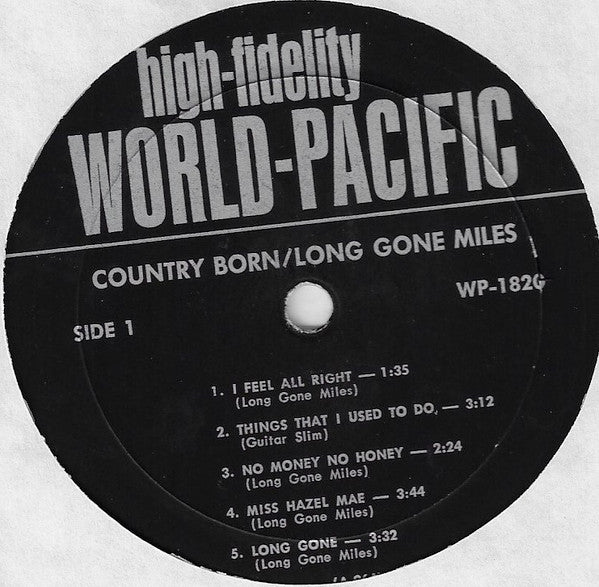 high-fidelity
WORLD-PACIFIC
COUNTRY BORN/LONG GONE MILES
WP-1820
SIDE 1
1. I FEEL ALL RIGHT — 1:35
(Long Gone Miles)
2. THINGS THAT I USED TO DO, — 3:12
(Guitar Slim)
3. NO MONEY NO HONEY — 2:24
(Long Gone Miles)
4. MISS HAZEL MAE — 3:44
(Long Gone Miles)
5. LONG GONE — 3:32
(Long Gone Miles)